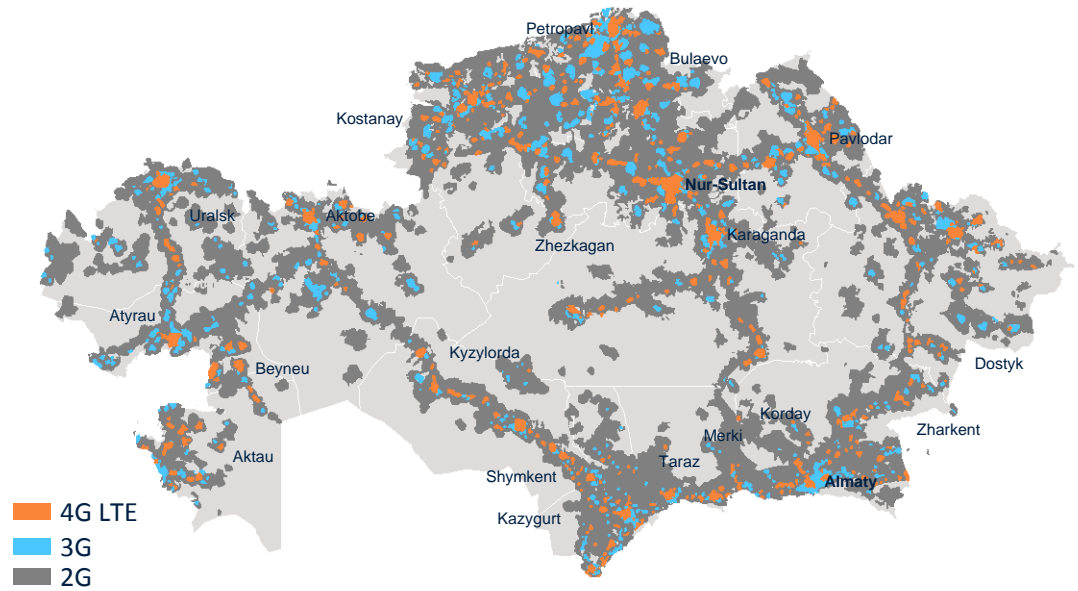 Petropavl
Bulaevo
Kostanay
Pavlodar
Nur-Sultan
Uralsk
Aktobe
Karaganda
Zhezkagan
Atyrau
Kyzylorda
Beyneu
Dostyk
Korday
Zharkent
Merki
Aktau
Taraz
Shymkent
Almaty
Kazygurt
4G LTE
3G
2G